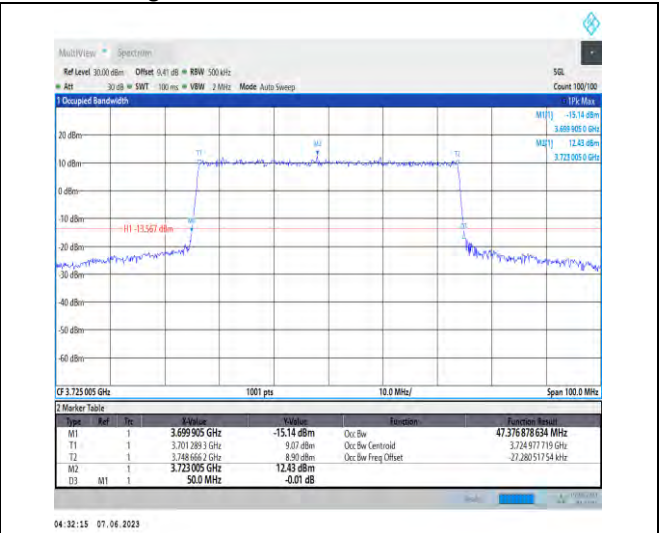 MultiView Spectrum
Ref Level 30.00 dBm Offset 9.41 dB RBW 500 kHz SGL
Att 30 dB SWT 100 ms VBW 2 MHz Mode Auto Sweep Count 100/100
1 Occupied Bandwidth 1Pk Max
M1[1] -15.14 dBm
3.699 905 0 GHz
20 dBm M2[1] 12.43 dBm
3.723 005 0 GHz
T1 M2 T2
10 dBm
0 dBm
-10 dBm
M1 D3
H1 -13.567 dBm
-20 dBm
-30 dBm
-40 dBm
-50 dBm
-60 dBm
CF 3.725 005 GHz 1001 pts 10.0 MHz/ Span 100.0 MHz
2 Marker Table
Type Ref Trc X-Value Y-Value Function Function Result
M1 1 3.699 905 GHz -15.14 dBm Occ Bw 47.376 878 634 MHz
T1 1 3.701 289 3 GHz 9.07 dBm Occ Bw Centroid 3.724 977 719 GHz
T2 1 3.748 666 2 GHz 8.90 dBm Occ Bw Freq Offset -27.280 517 54 kHz
M2 1 3.723 005 GHz 12.43 dBm
D3 M1 1 50.0 MHz -0.01 dB
04:32:15 07.06.2023